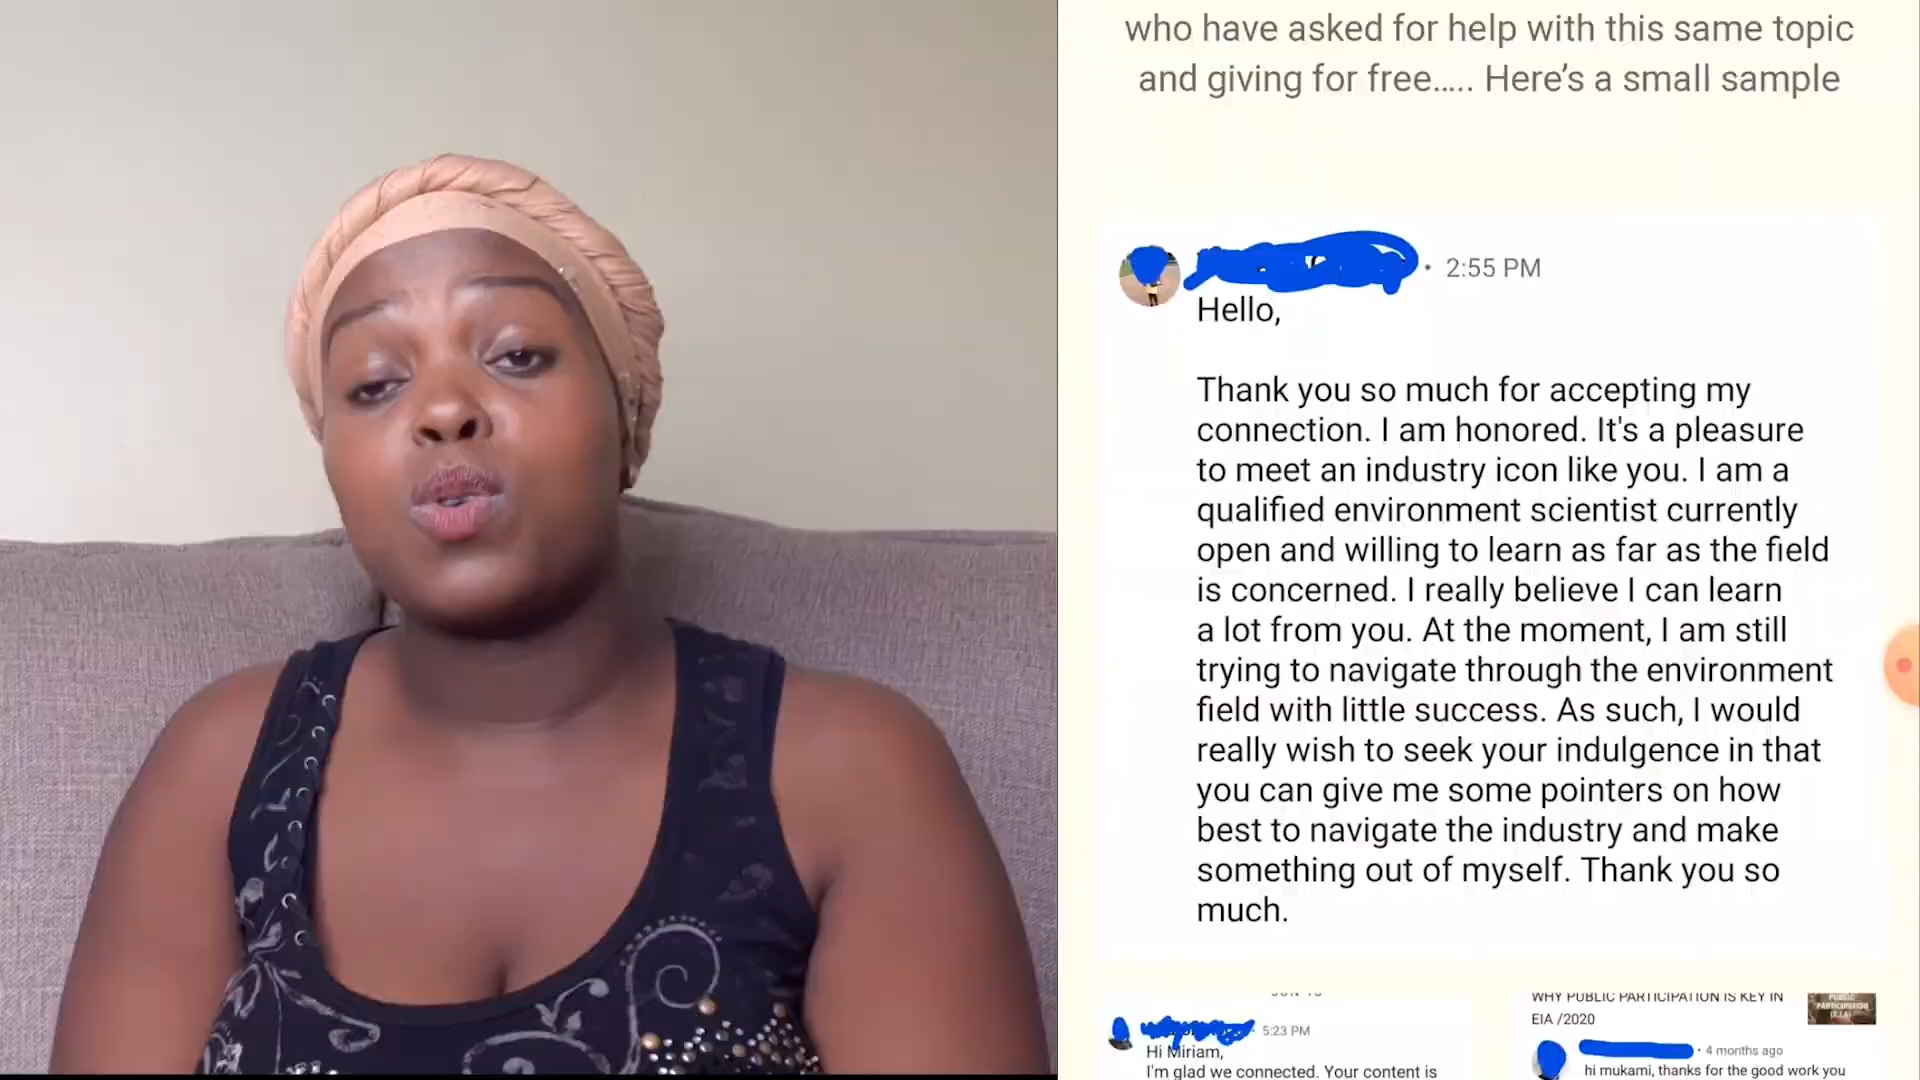 who have asked for help with this same topic
and giving for free..... Here's a small sample
· 2:55 PM
Hello,
Thank you so much for accepting my
connection. I am honored. It's a pleasure
to meet an industry icon like you. I am a
qualified environment scientist currently
open and willing to learn as far as the field
is concerned. I really believe I can learn
a lot from you. At the moment, I am still
trying to navigate through the environment
field with little success. As such, I would
really wish to seek your indulgence in that
you can give me some pointers on how
best to navigate the industry and make
something out of myself. Thank you so
much.
5:23 PM
Hi Miriam,
I'm glad we connected. Your content is
WHY PUBLIC PARTICIPATION IS KEY IN
EIA /2020
PUBLIC
PARTICIPATION
(E.I.A)
· 4 months ago
hi mukami, thanks for the good work you